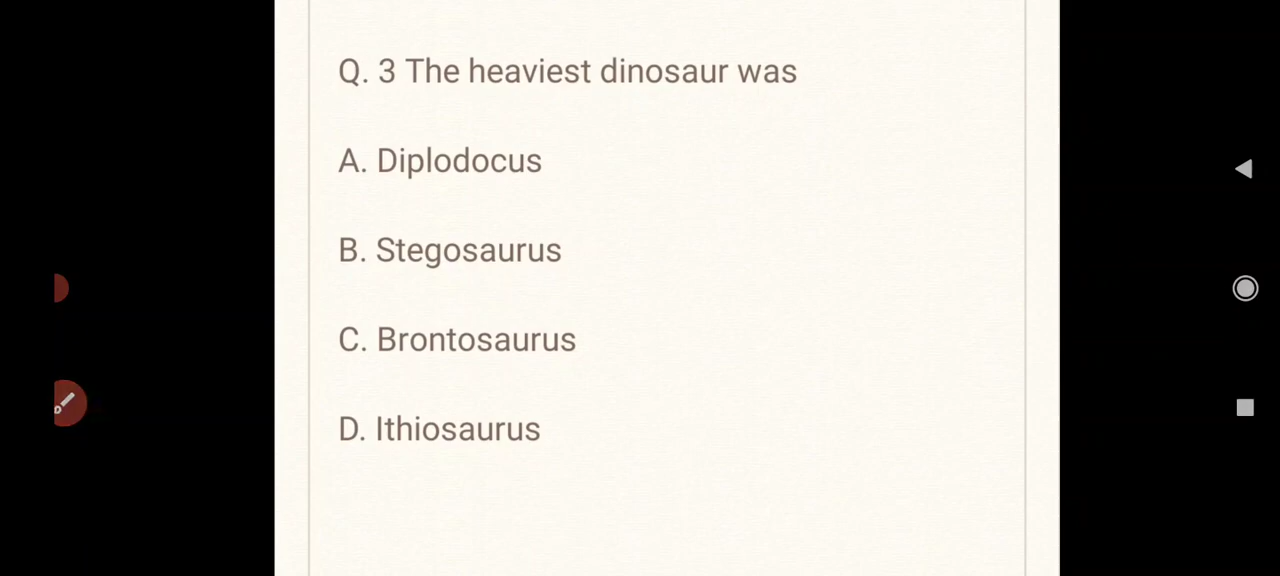 Q. 3 The heaviest dinosaur was
A. Diplodocus
B. Stegosaurus
C. Brontosaurus
D. Ithiosaurus